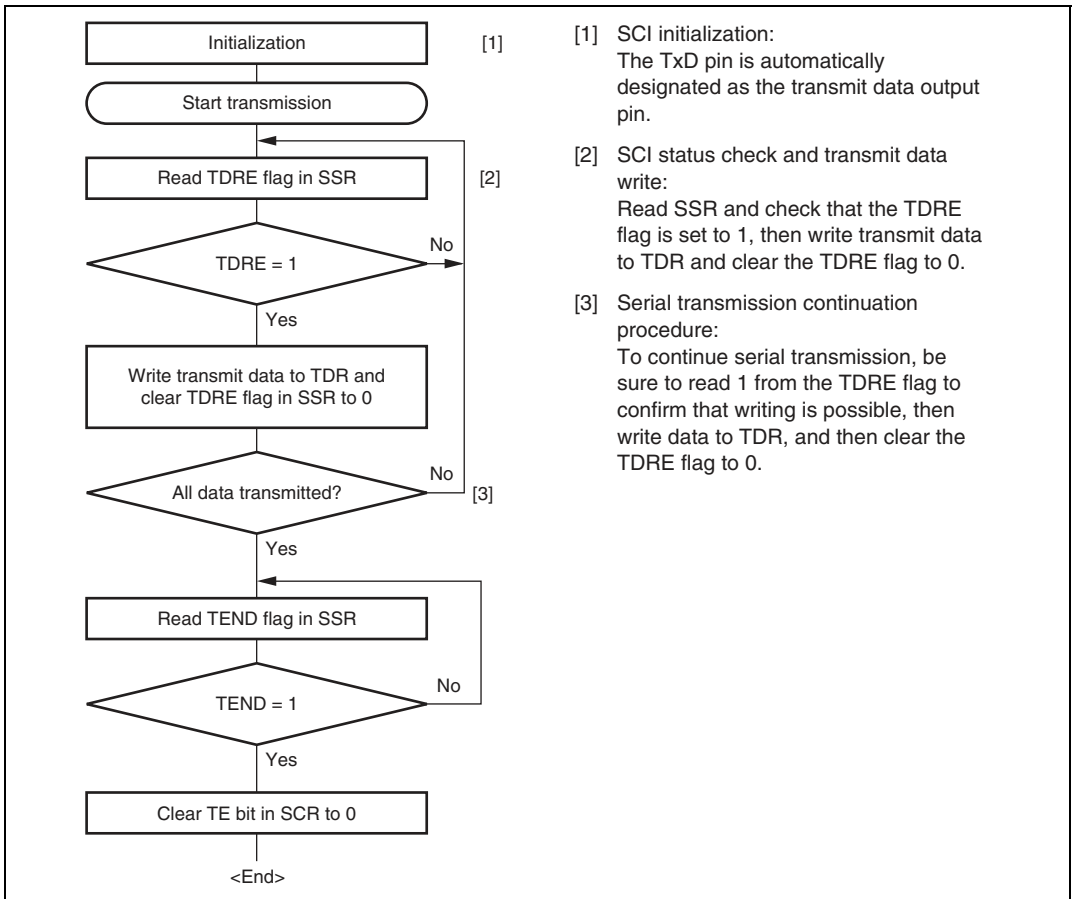 Initialization
[1]
Start transmission
Read TDRE flag in SSR
[2]
No
TDRE = 1
Yes
Write transmit data to TDR and
clear TDRE flag in SSR to 0
No
All data transmitted?
[3]
Yes
Read TEND flag in SSR
No
TEND = 1
Yes
Clear TE bit in SCR to 0
<End>
[1] SCI initialization:
The TxD pin is automatically
designated as the transmit data output
pin.
[2] SCI status check and transmit data
write:
Read SSR and check that the TDRE
flag is set to 1, then write transmit data
to TDR and clear the TDRE flag to 0.
[3] Serial transmission continuation
procedure:
To continue serial transmission, be
sure to read 1 from the TDRE flag to
confirm that writing is possible, then
write data to TDR, and then clear the
TDRE flag to 0.